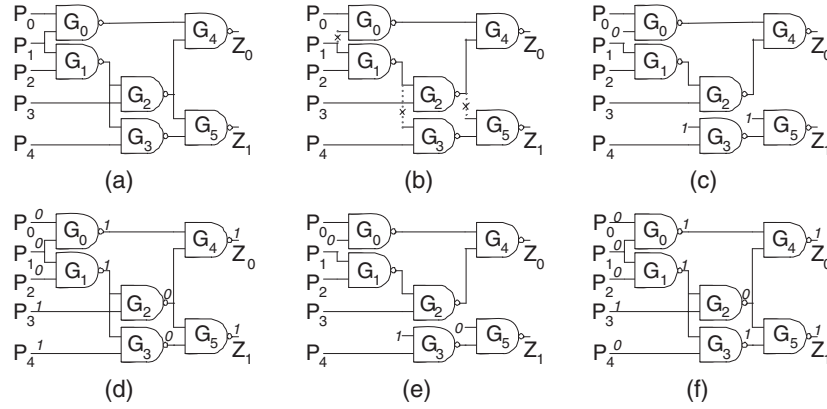 P0 G0 G4 Z0
P1
P2 G1
P3 G2
P4 G3 G5 Z1
(a)
P0 G0 G4 Z0
P1
P2 G1
P3 G2
P4 G3 G5 Z1
(b)
P0 0 G0 G4 Z0
P1
P2 G1
P3 G2
P4 1 G3 1 G5 Z
(c)
P0 0 G0 1 G4 1 Z0
P1 0
P2 0 G1 1
P3 1 G2 0
P4 1 G3 0 G5 1 Z1
(d)
P0 0 G0 G4 Z0
P1
P2 G1
P3 G2
P4 1 G3 0 G5 Z1
(e)
P0 0 G0 1 G4 1 Z0
P1 0
P2 0 G1 1
P3 1 G2 0
P4 0 G3 1 G5 1 Z
(f)